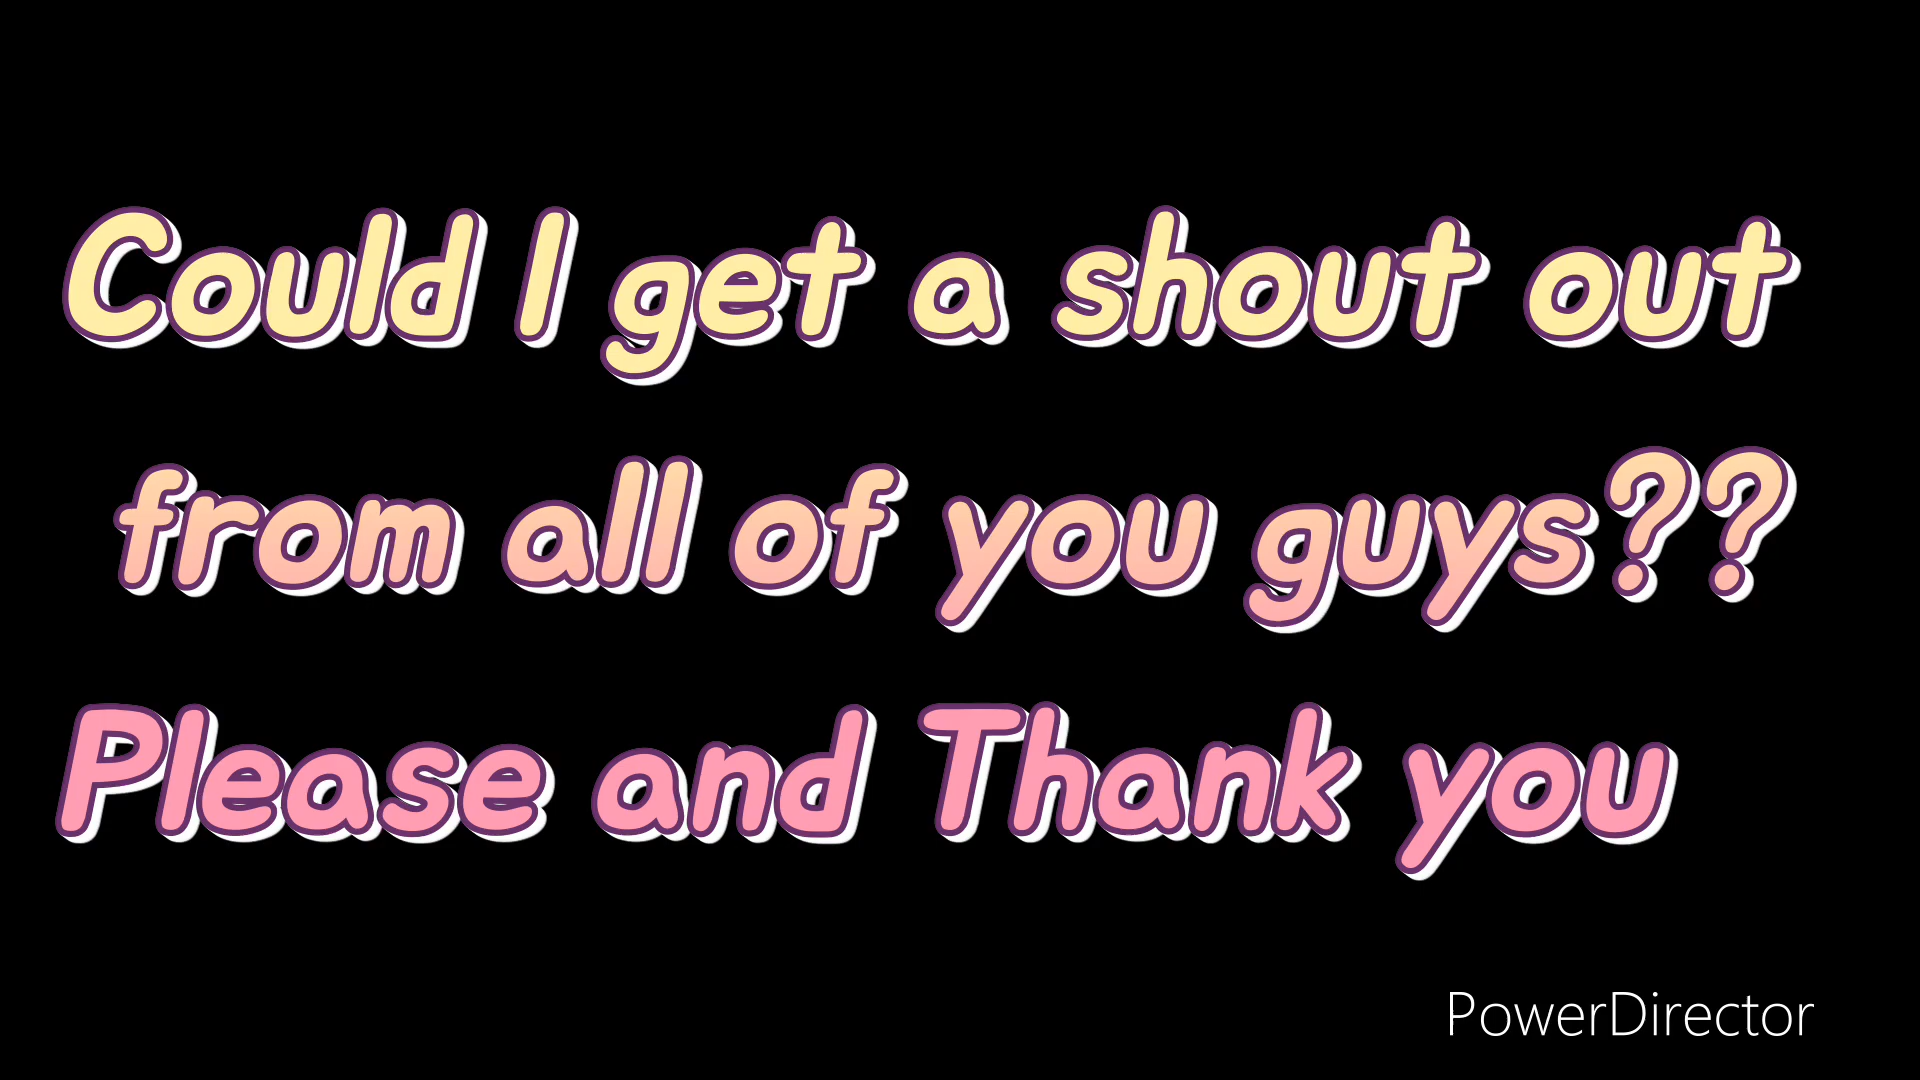 Could I get a shout out
from all of you guys??
Please and Thank you
PowerDirector